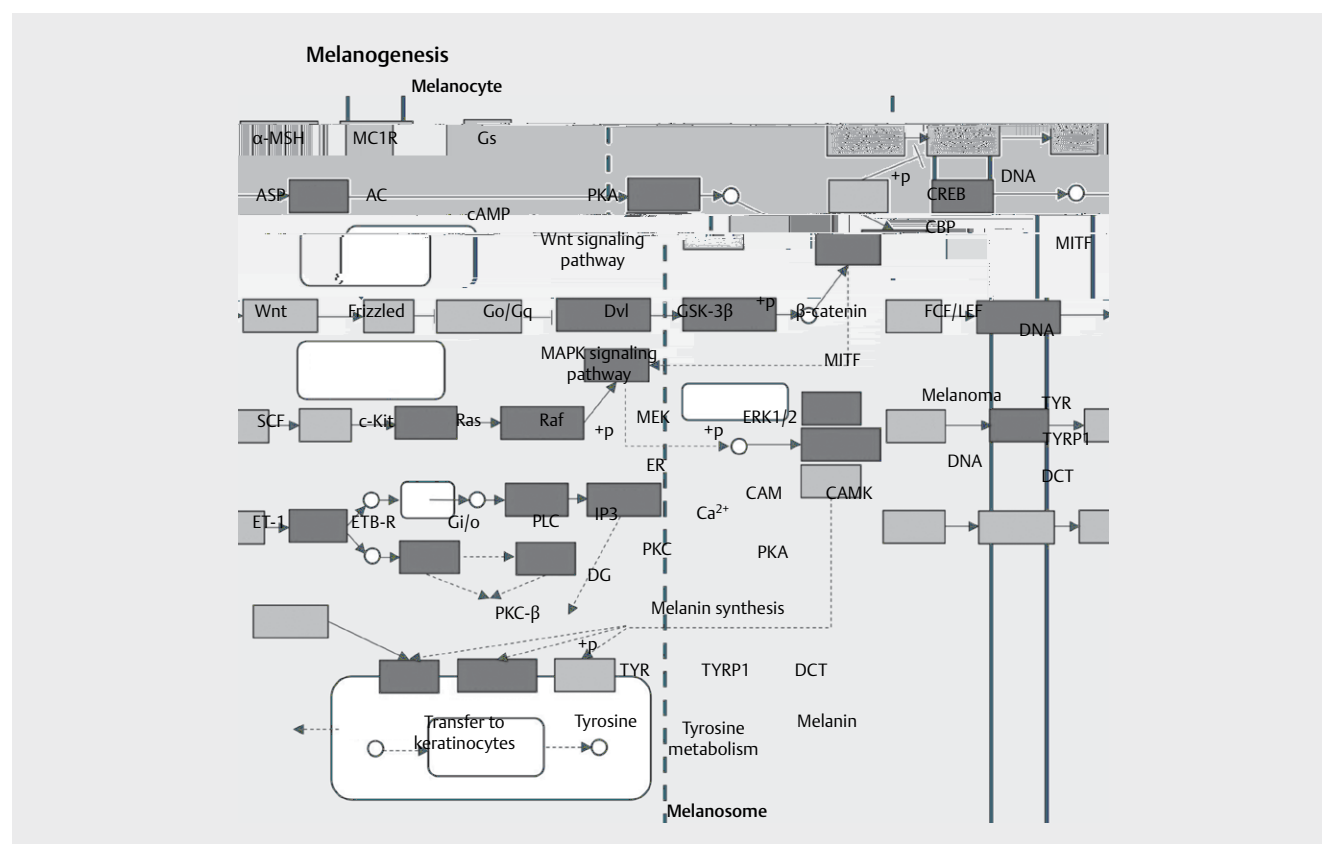 Melanogenesis
Melanocyte
α-MSH
MC1R
Gs
ASP
AC
PKA
+p
CREB
DNA
cAMP
CBP
Wnt signaling
pathway
MITF
Wnt
Frizzled
Go/Gq
Dvl
GSK-3β
+p
β-catenin
FCF/LEF
DNA
MAPK signaling
pathway
MITF
Melanoma
TYR
SCF
c-Kit
Ras
Raf
+p
MEK
+p
ERK1/2
TYRP1
DNA
ER
DCT
CAM
CAMK
ET-1
ETB-R
Gi/o
PLC
IP3
Ca²⁺
PKC
PKA
DG
PKC-β
Melanin synthesis
+p
TYR
TYRP1
DCT
Transfer to
keratinocytes
Tyrosine
Tyrosine
metabolism
Melanin
Melanosome